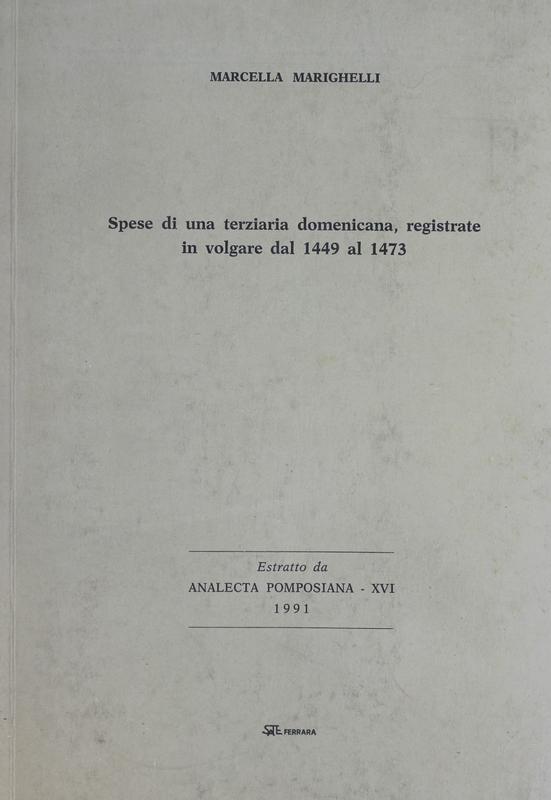 MARCELLA MARIGHELLI
Spese di una terziaria domenicana, registrate
in volgare dal 1449 al 1473
Estratto da
ANALECTA POMPOSIANA - XVI
1991
SATE FERRARA